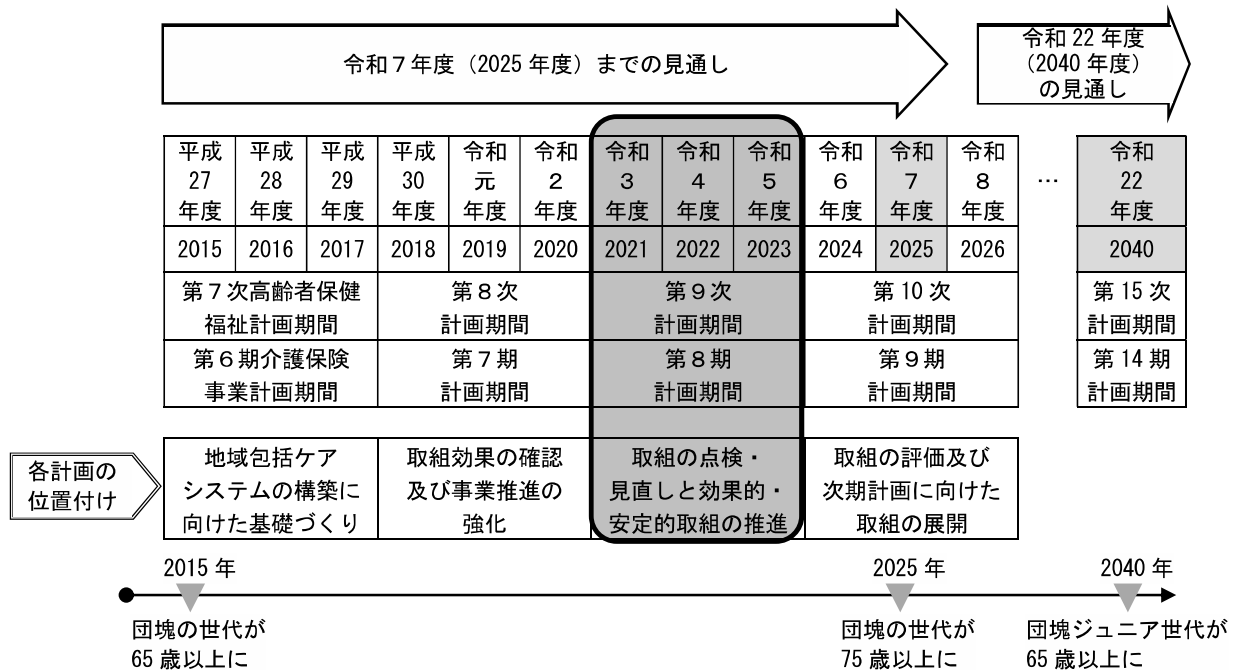 令和７年度（2025 年度）までの見通し
令和 22 年度
（2040 年度）
の見通し
平成 平成 平成 平成 令和 令和 令和 令和 令和 令和 令和 令和 令和
27 28 29 30 元 ２ ３ ４ ５ ６ ７ ８ … 22
年度 年度 年度 年度 年度 年度 年度 年度 年度 年度 年度 年度 年度
2015 2016 2017 2018 2019 2020 2021 2022 2023 2024 2025 2026 2040
第７次高齢者保健 第８次 第９次 第 10 次 第 15 次
福祉計画期間 計画期間 計画期間 計画期間 計画期間
第６期介護保険 第７期 第８期 第９期 第 14 期
事業計画期間 計画期間 計画期間 計画期間 計画期間
各計画の
位置付け
地域包括ケア
システムの構築に
向けた基礎づくり
取組効果の確認
及び事業推進の
強化
取組の点検・
見直しと効果的・
安定的取組の推進
取組の評価及び
次期計画に向けた
取組の展開
2015 年 2025 年 2040 年
団塊の世代が 団塊の世代が 団塊ジュニア世代が
65 歳以上に 75 歳以上に 65 歳以上に